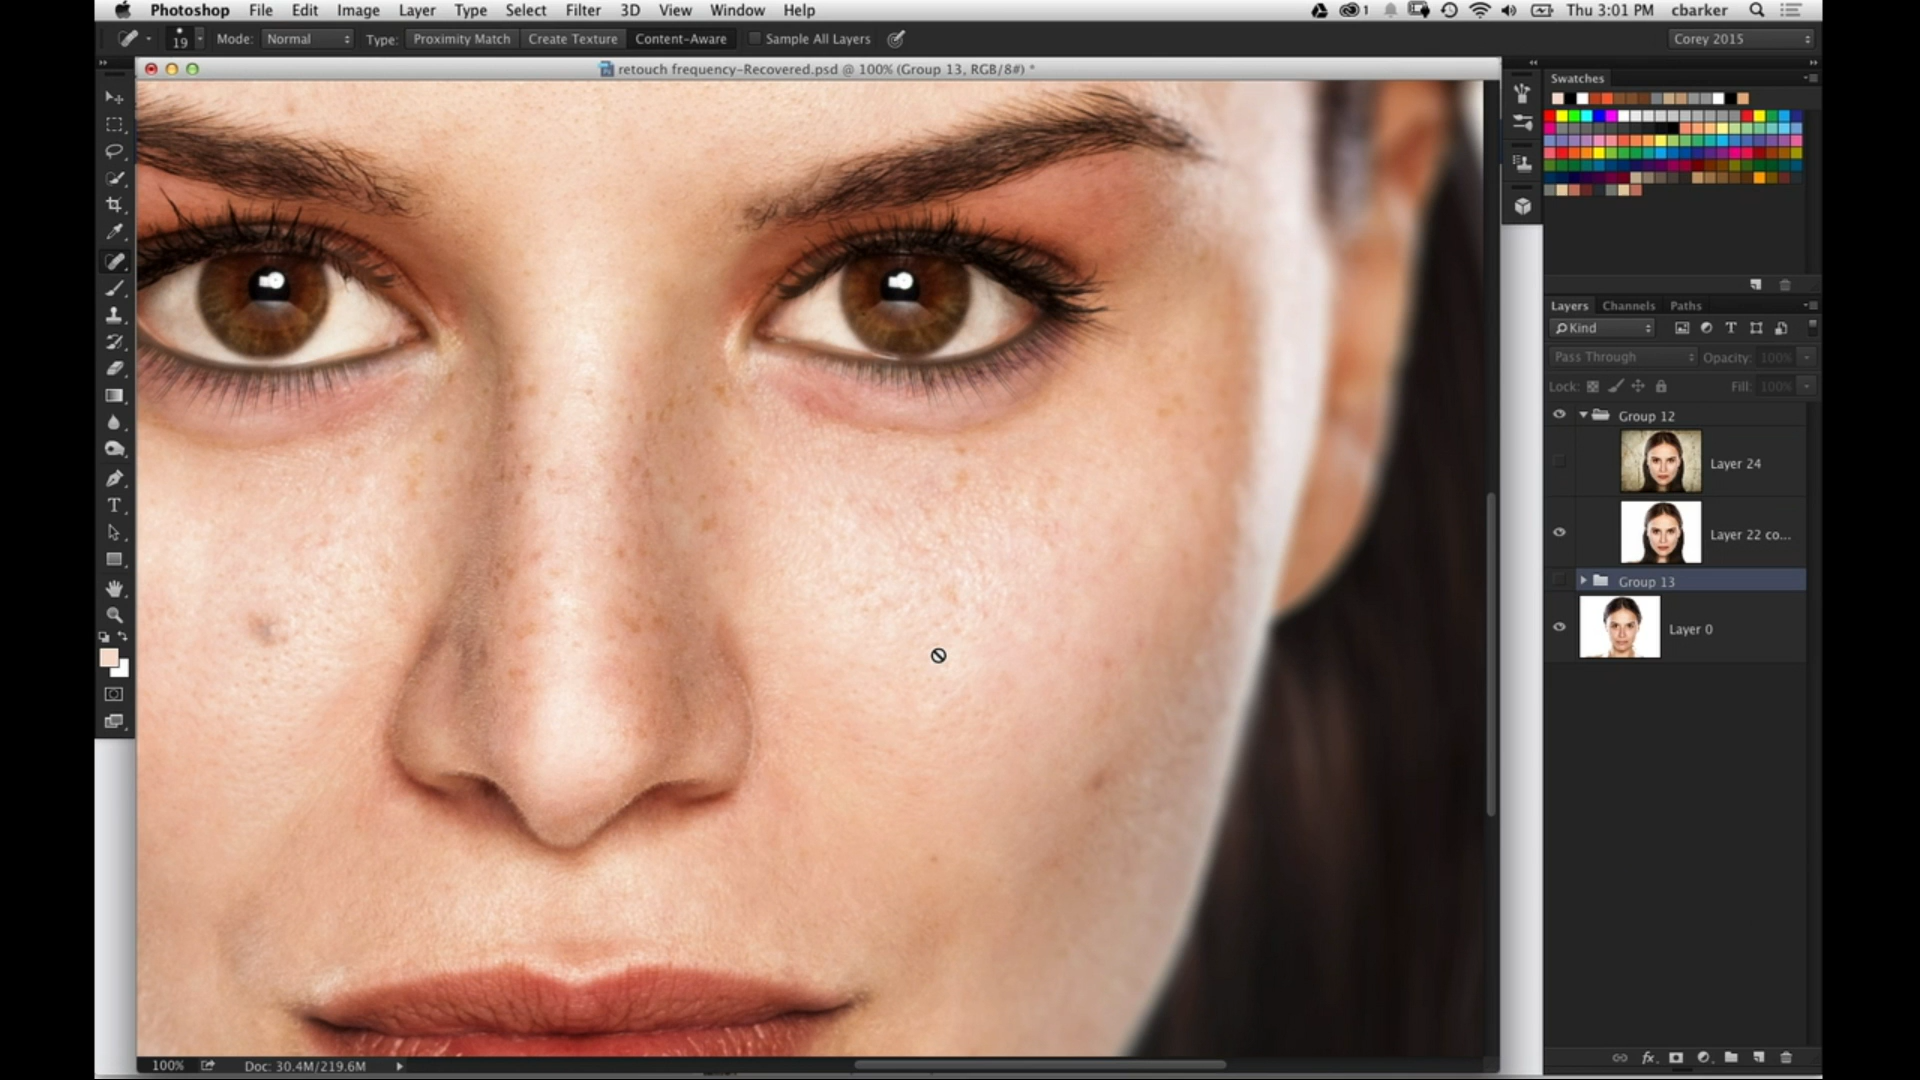 Photoshop File Edit Image Layer Type Select Filter 3D View Window Help 1 Thu 3:01 PM cbarker
19 Mode: Normal Type: Proximity Match Create Texture Content-Aware Sample All Layers Corey 2015
retouch frequency-Recovered.psd @ 100% (Group 13, RGB/8#) *
Swatches
Layers Channels Paths
Kind
Pass Through Opacity: 100%
Lock: Fill: 100%
Group 12
Layer 24
Layer 22 co...
Group 13
Layer 0
100% Doc: 30.4M/219.6M
fx